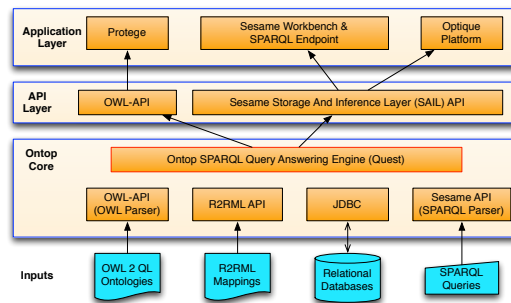 Application
Layer
Protege
Sesame Workbench &
SPARQL Endpoint
Optique
Platform
API
Layer
OWL-API
Sesame Storage And Inference Layer (SAIL) API
Ontop
Core
Ontop SPARQL Query Answering Engine (Quest)
OWL-API
(OWL Parser)
R2RML API
JDBC
Sesame API
(SPARQL Parser)
Inputs
OWL 2 QL
Ontologies
R2RML
Mappings
Relational
Databases
SPARQL
Queries